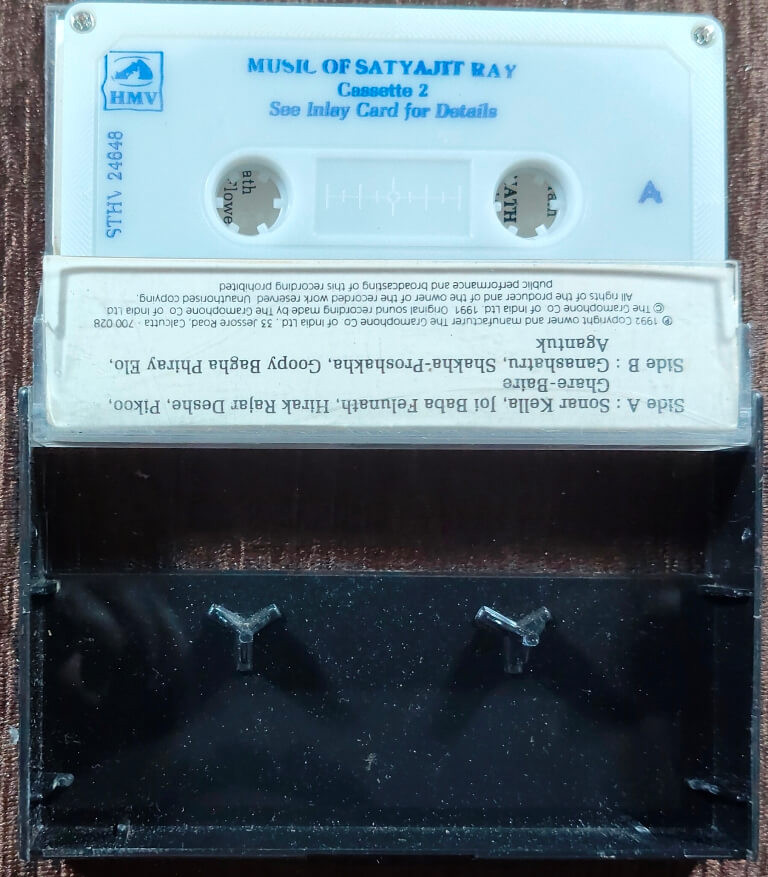 MUSIC OF SATYAJIT RAY
Cassette 2
See Inlay Card for Details
HMV
STHV 24648
A
ath
Flowe
ATH
Side A : Sonar Kella, Joi Baba Felunath, Hirak Rajar Deshe, Pikoo,
Ghare-Baire
Side B : Ganashatru, Shakha-Proshakha, Goopy Bagha Phiray Elo,
Agantuk
℗ 1992 Copyright owner and manufacturer The Gramophone Co of India Ltd., 33 Jessore Road, Calcutta - 700 028
© The Gramophone Co of India Ltd 1991 Original sound recording made by The Gramophone Co of India Ltd
All rights of the producer and of the owner of the recorded work reserved Unauthorised copying,
public performance and broadcasting of this recording prohibited